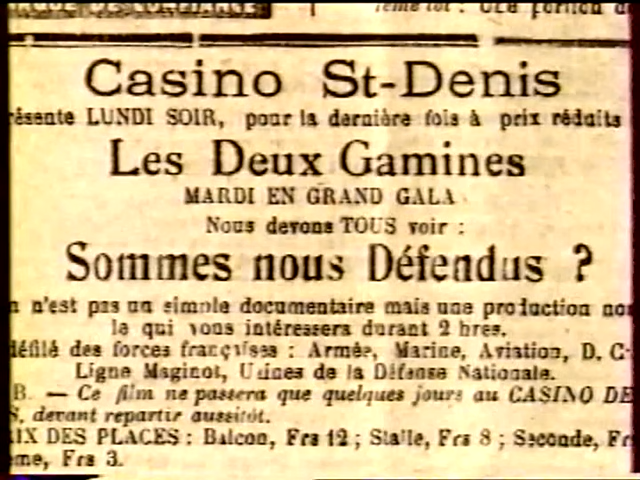 Casino St-Denis
résente LUNDI SOIR, pour la dernière fois à prix réduits
Les Deux Gamines
MARDI EN GRAND GALA
Nous devons TOUS voir :
Sommes nous Défendus ?
n'est pas un simple documentaire mais une production
le qui vous intéressera durant 2 hres.
défilé des forces françaises : Armée, Marine, Aviation, D. C-
Ligne Maginot, Usines de la Défense Nationale.
B. — Ce film ne passera que quelques jours au CASINO DE
S, devant repartir aussitôt.
IX DES PLACES : Balcon, Frs 12 ; Stalle, Frs 8 ; Seconde, Fr
me, Frs 3.